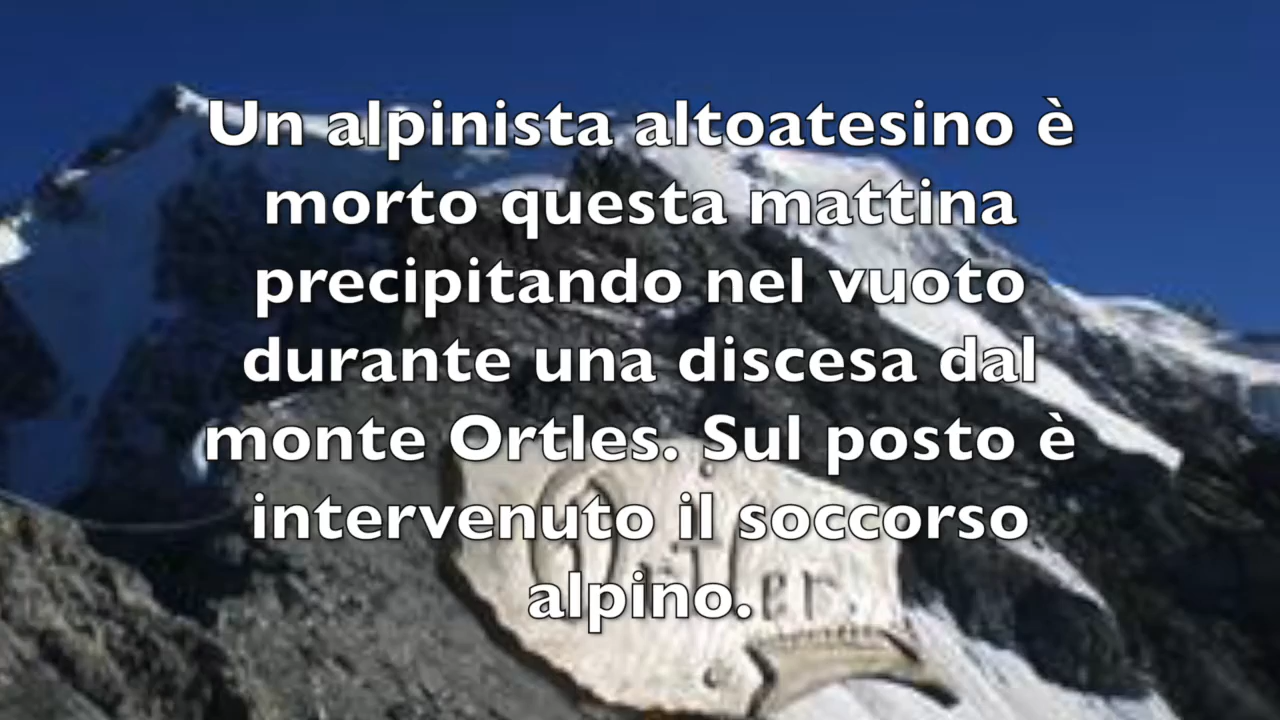 Un alpinista altoatesino è
morto questa mattina
precipitando nel vuoto
durante una discesa dal
monte Ortles. Sul posto è
intervenuto il soccorso
alpino.